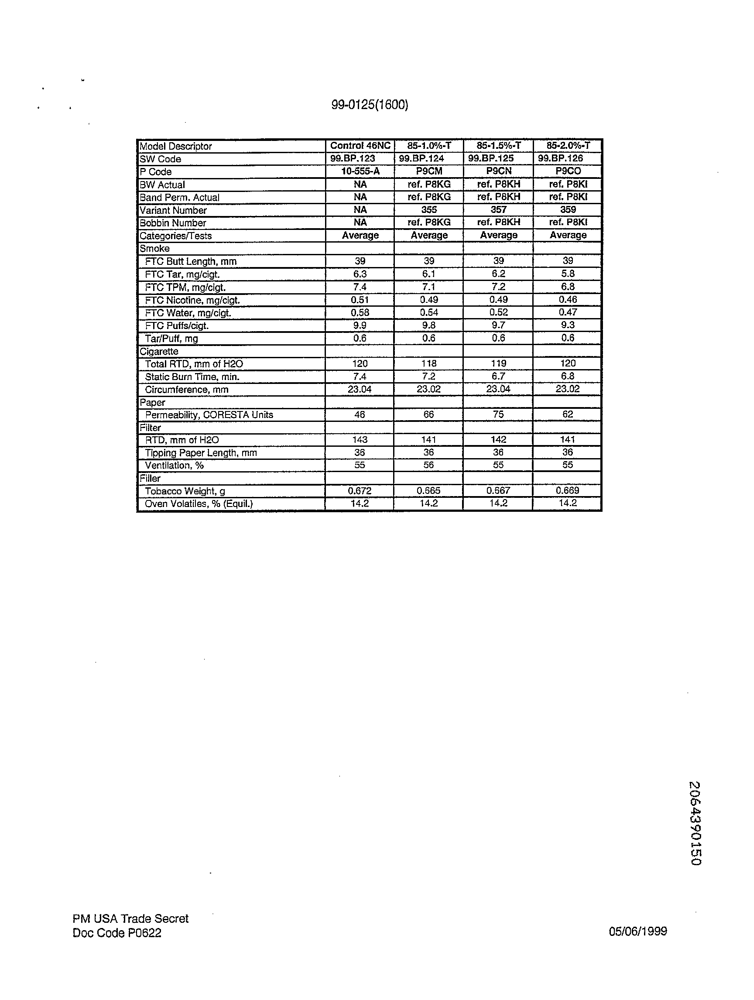 99-0125(1600)
Model Descriptor Control 46NC 85-1.0%-T 85-1.5%-T 85-2.0%-T
SW Code 99.BP.123 99.BP.124 99.BP.125 99.BP.126
P Code 10-555-A P9CM P9CN P9CO
BW Actual NA ref. P8KG ref. P8KH ref. P8KI
Band Perm. Actual NA ref. P8KG ref. P8KH ref. P8KI
Variant Number NA 355 357 359
Bobbin Number NA ref. P8KG ref. P8KH ref. P8KI
Categories/Tests Average Average Average Average
Smoke
FTC Butt Length, mm 39 39 39 39
FTC Tar, mg/cigt. 6.3 6.1 6.2 5.8
FTC TPM, mg/cigt. 7.4 7.1 7.2 6.8
FTC Nicotine, mg/cigt. 0.51 0.49 0.49 0.46
FTC Water, mg/cigt. 0.58 0.54 0.52 0.47
FTC Puffs/cigt. 9.9 9.8 9.7 9.3
Tar/Puff, mg 0.6 0.6 0.6 0.6
Cigarette
Total RTD, mm of H2O 120 118 119 120
Static Burn Time, min. 7.4 7.2 6.7 6.8
Circumference, mm 23.04 23.02 23.04 23.02
Paper
Permeability, CORESTA Units 46 66 75 62
Filter
RTD, mm of H2O 143 141 142 141
Tipping Paper Length, mm 36 36 36 36
Ventilation, % 55 56 55 55
Filler
Tobacco Weight, g 0.672 0.665 0.667 0.669
Oven Volatiles, % (Equil.) 14.2 14.2 14.2 14.2
2064390150
PM USA Trade Secret
Doc Code P0622
05/06/1999